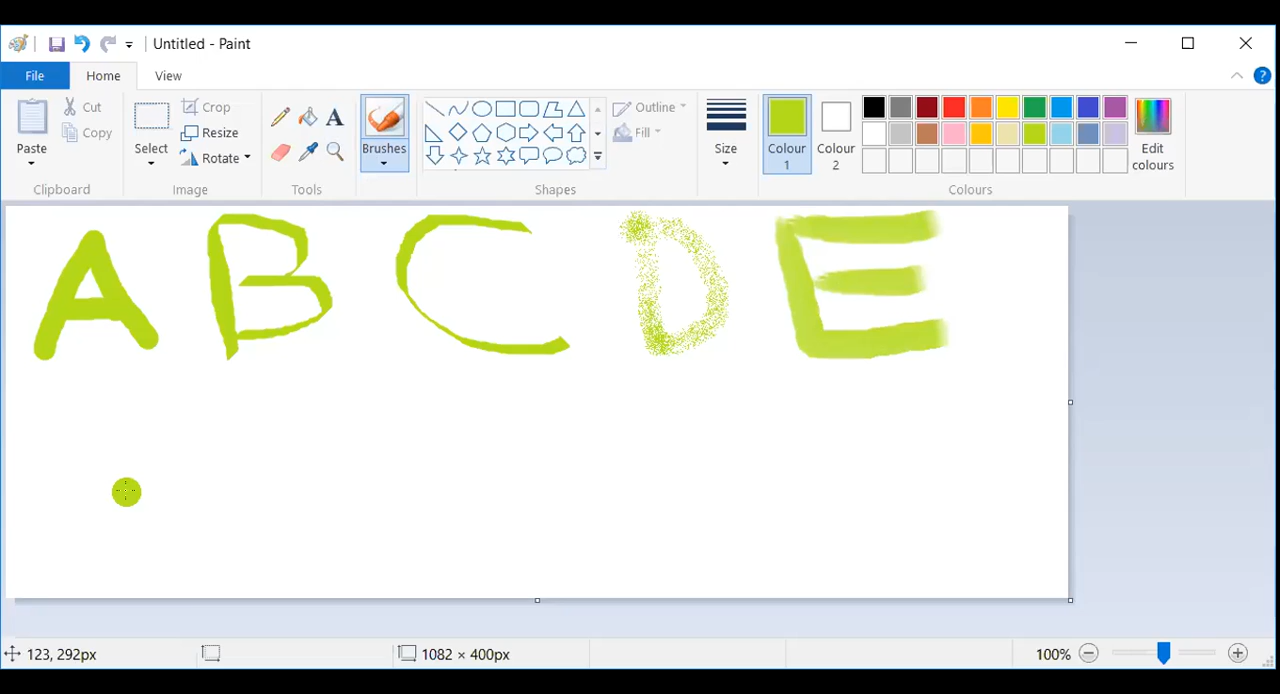 Untitled - Paint
File Home View
Paste
Cut
Copy
Clipboard
Select
Crop
Resize
Rotate
Image
A
Tools
Brushes
Outline
Fill
Shapes
Size
Colour 1
Colour 2
Edit colours
Colours
A B C D E
123, 292px 1082 × 400px 100%